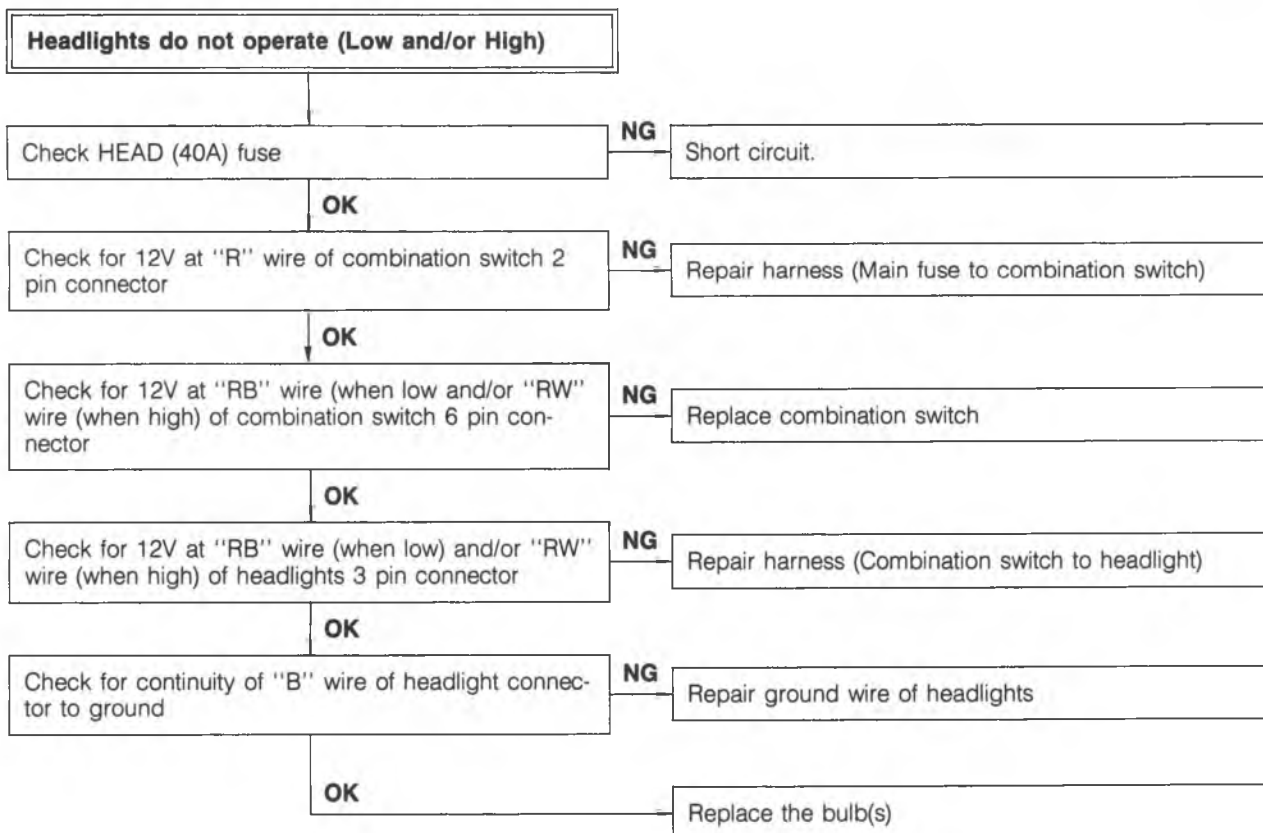 Headlights do not operate (Low and/or High)
Check HEAD (40A) fuse
NG
Short circuit.
OK
Check for 12V at "R" wire of combination switch 2
pin connector
NG
Repair harness (Main fuse to combination switch)
OK
Check for 12V at "RB" wire (when low and/or "RW"
wire (when high) of combination switch 6 pin con-
nector
NG
Replace combination switch
OK
Check for 12V at "RB" wire (when low) and/or "RW"
wire (when high) of headlights 3 pin connector
NG
Repair harness (Combination switch to headlight)
OK
Check for continuity of "B" wire of headlight connec-
tor to ground
NG
Repair ground wire of headlights
OK
Replace the bulb(s)